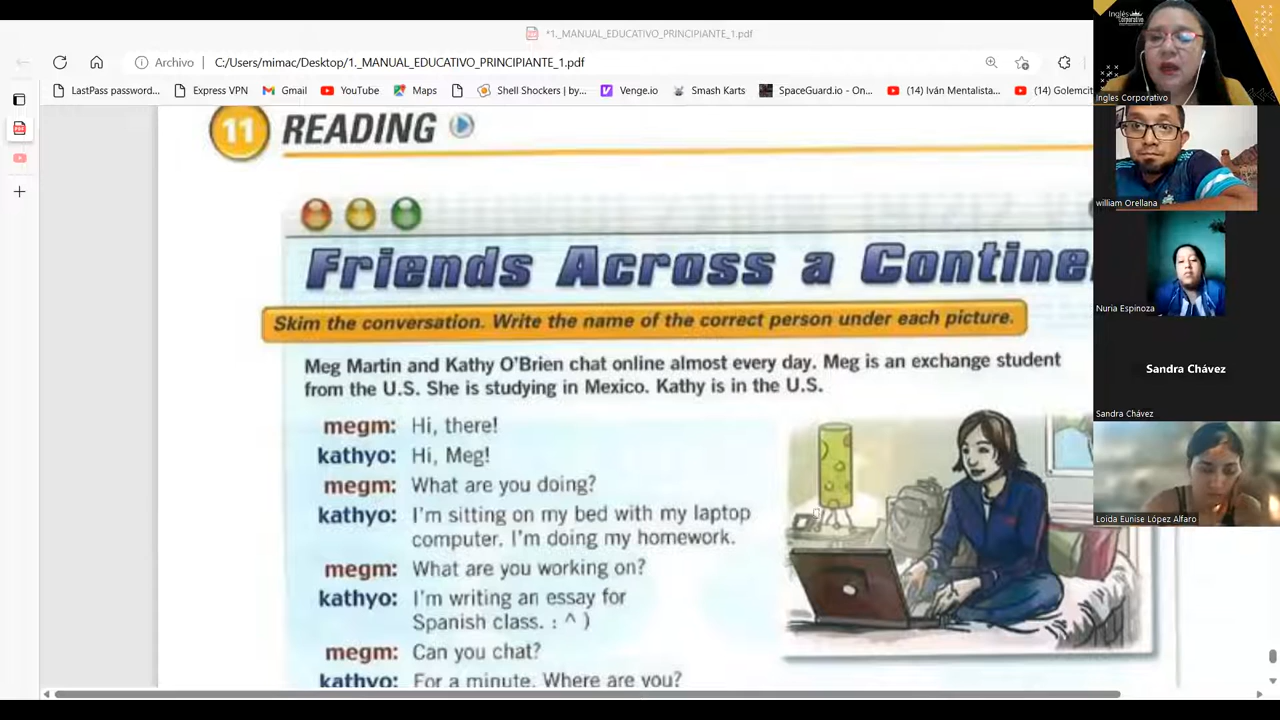 *1._MANUAL_EDUCATIVO_PRINCIPIANTE_1.pdf
Archivo C:/Users/mimac/Desktop/1._MANUAL_EDUCATIVO_PRINCIPIANTE_1.pdf
LastPass password... Express VPN Gmail YouTube Maps Shell Shockers | by... Venge.io Smash Karts SpaceGuard.io - On... (14) Iván Mentalista... (14) Golemcit
11 READING
Friends Across a Contine
Skim the conversation. Write the name of the correct person under each picture.
Meg Martin and Kathy O'Brien chat online almost every day. Meg is an exchange student
from the U.S. She is studying in Mexico. Kathy is in the U.S.
megm: Hi, there!
kathyo: Hi, Meg!
megm: What are you doing?
kathyo: I'm sitting on my bed with my laptop
computer. I'm doing my homework.
megm: What are you working on?
kathyo: I'm writing an essay for
Spanish class. : ^ )
megm: Can you chat?
kathyo: For a minute. Where are you?
Inglés
Corporativo
Ingles Corporativo
william Orellana
Nuria Espinoza
Sandra Chávez
Sandra Chávez
Loida Eunise López Alfaro